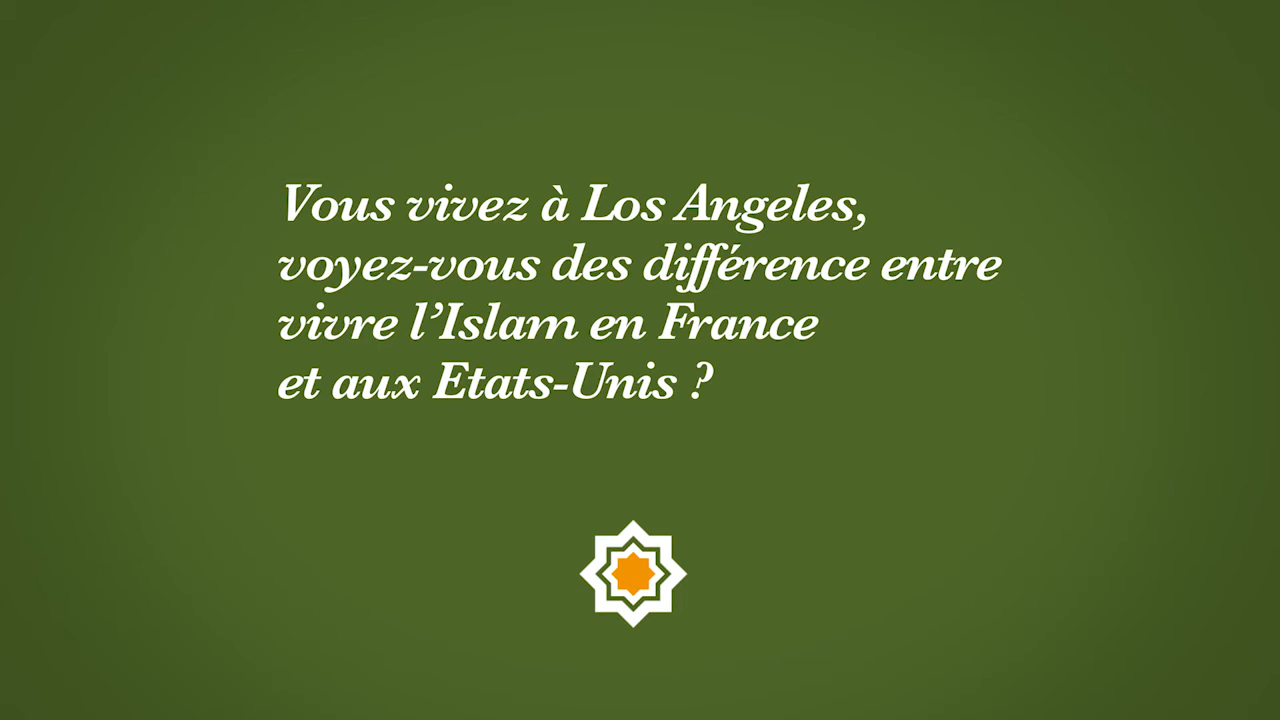 Vous vivez à Los Angeles,
voyez-vous des différence entre
vivre l’Islam en France
et aux Etats-Unis ?